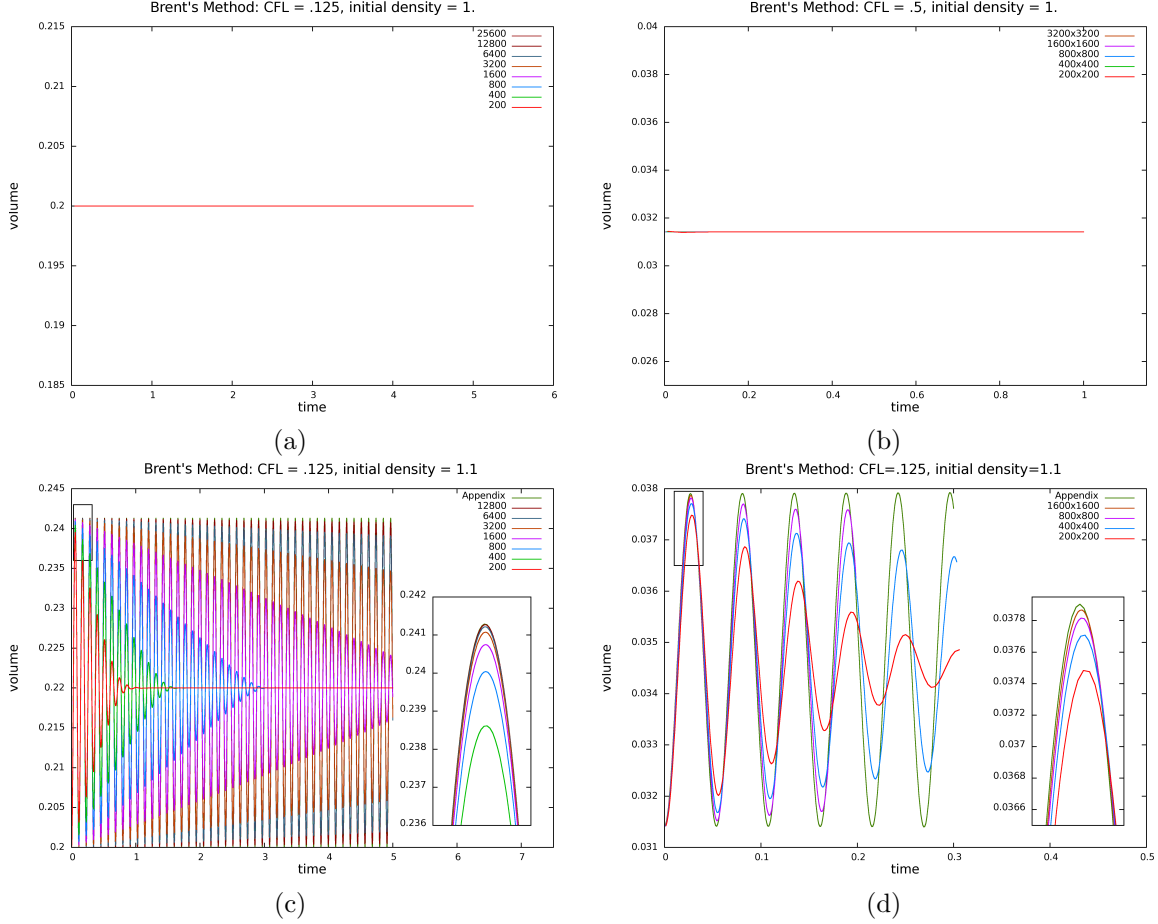 Brent's Method: CFL = .125, initial density = 1.
0.215
0.21
0.205
0.2
0.195
0.19
0.185
volume
25600
12800
6400
3200
1600
800
400
200
0 1 2 3 4 5 6
time
(a)
Brent's Method: CFL = .5, initial density = 1.
0.04
0.038
0.036
0.034
0.032
0.03
0.028
0.026
volume
3200x3200
1600x1600
800x800
400x400
200x200
0 0.2 0.4 0.6 0.8 1
time
(b)
Brent's Method: CFL = .125, initial density = 1.1
0.245
0.24
0.235
0.23
0.225
0.22
0.215
0.21
0.205
0.2
volume
Appendix
12800
6400
3200
1600
800
400
200
0.242
0.241
0.24
0.239
0.238
0.237
0.236
0 1 2 3 4 5 6 7
time
(c)
Brent's Method: CFL=.125, initial density=1.1
0.038
0.037
0.036
0.035
0.034
0.033
0.032
0.031
volume
Appendix
1600x1600
800x800
400x400
200x200
0.0378
0.0376
0.0374
0.0372
0.037
0.0368
0.0366
0 0.1 0.2 0.3 0.4 0.5
time
(d)